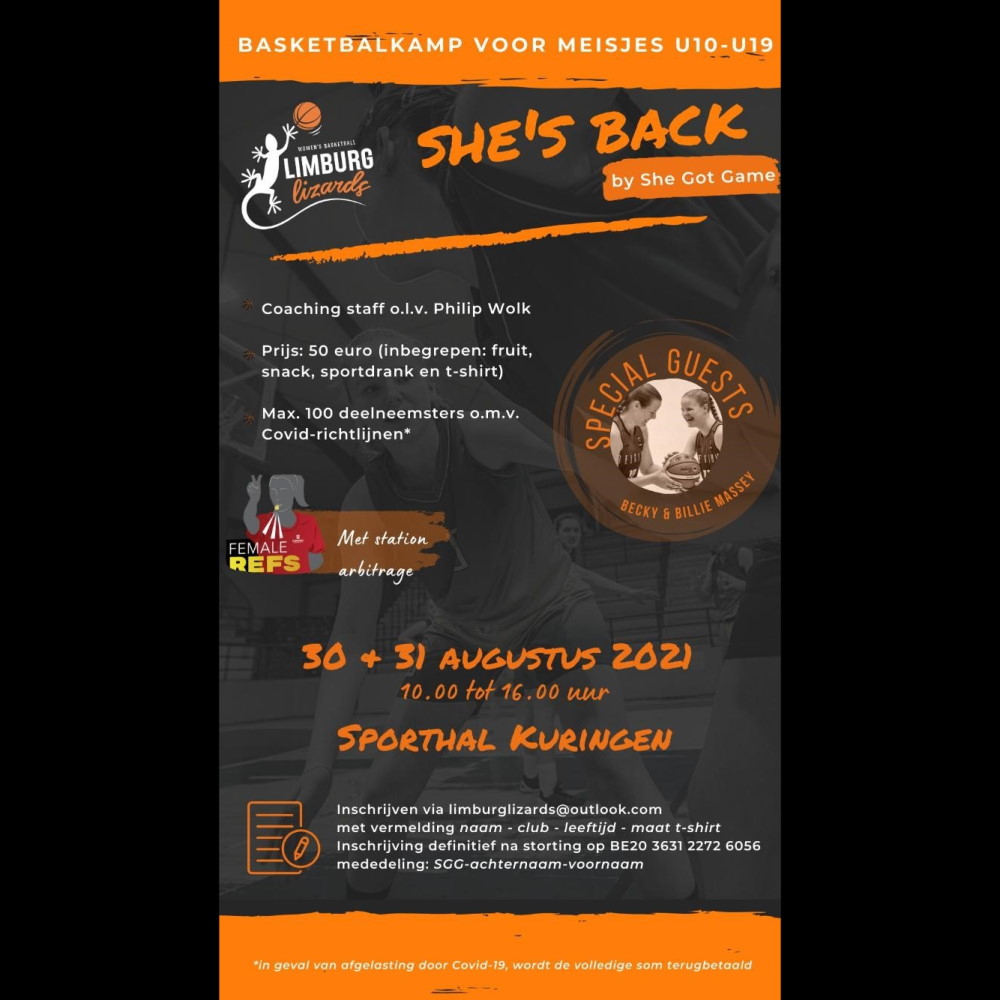 BASKETBALKAMP VOOR MEISJES U10-U19
WOMEN'S BASKETBALL
LIMBURG
lizards
SHE'S BACK
by She Got Game
Coaching staff o.l.v. Philip Wolk
Prijs: 50 euro (inbegrepen: fruit,
snack, sportdrank en t-shirt)
Max. 100 deelneemsters o.m.v.
Covid-richtlijnen*
SPECIAL GUESTS
BECKY & BILLIE MASSEY
FEMALE
REFS
Met station
arbitrage
30 + 31 AUGUSTUS 2021
10.00 tot 16.00 uur
SPORTHAL KURINGEN
Inschrijven via limburglizards@outlook.com
met vermelding naam - club - leeftijd - maat t-shirt
Inschrijving definitief na storting op BE20 3631 2272 6056
mededeling: SGG-achternaam-voornaam
*in geval van afgelasting door Covid-19, wordt de volledige som terugbetaald